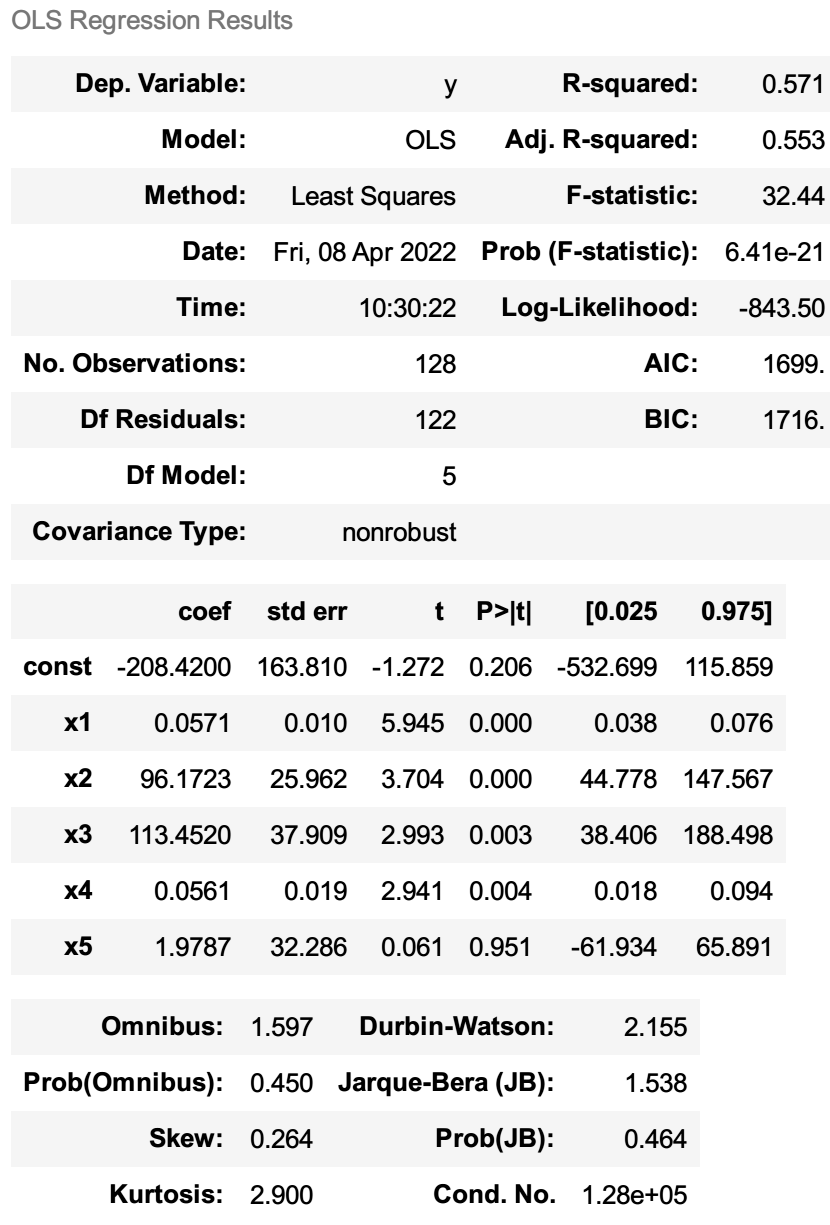 OLS Regression Results
Dep. Variable: y R-squared: 0.571
Model: OLS Adj. R-squared: 0.553
Method: Least Squares F-statistic: 32.44
Date: Fri, 08 Apr 2022 Prob (F-statistic): 6.41e-21
Time: 10:30:22 Log-Likelihood: -843.50
No. Observations: 128 AIC: 1699.
Df Residuals: 122 BIC: 1716.
Df Model: 5
Covariance Type: nonrobust
coef std err t P>|t| [0.025 0.975]
const -208.4200 163.810 -1.272 0.206 -532.699 115.859
x1 0.0571 0.010 5.945 0.000 0.038 0.076
x2 96.1723 25.962 3.704 0.000 44.778 147.567
x3 113.4520 37.909 2.993 0.003 38.406 188.498
x4 0.0561 0.019 2.941 0.004 0.018 0.094
x5 1.9787 32.286 0.061 0.951 -61.934 65.891
Omnibus: 1.597 Durbin-Watson: 2.155
Prob(Omnibus): 0.450 Jarque-Bera (JB): 1.538
Skew: 0.264 Prob(JB): 0.464
Kurtosis: 2.900 Cond. No. 1.28e+05